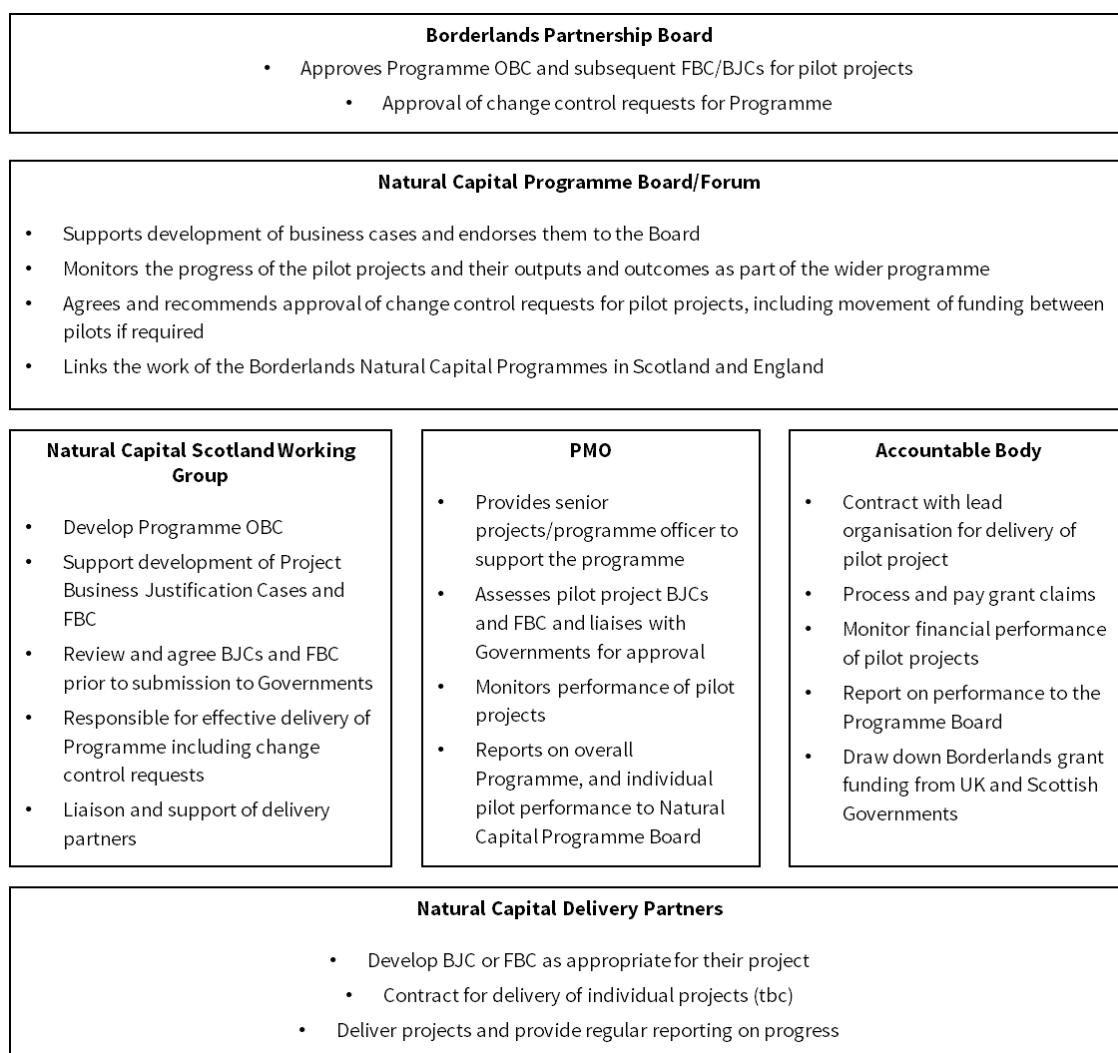 Borderlands Partnership Board
• Approves Programme OBC and subsequent FBC/BJCs for pilot projects
• Approval of change control requests for Programme
Natural Capital Programme Board/Forum
• Supports development of business cases and endorses them to the Board
• Monitors the progress of the pilot projects and their outputs and outcomes as part of the wider programme
• Agrees and recommends approval of change control requests for pilot projects, including movement of funding between
pilots if required
• Links the work of the Borderlands Natural Capital Programmes in Scotland and England
Natural Capital Scotland Working
Group
• Develop Programme OBC
• Support development of Project
Business Justification Cases and
FBC
• Review and agree BJCs and FBC
prior to submission to Governments
• Responsible for effective delivery of
Programme including change
control requests
• Liaison and support of delivery
partners
PMO
• Provides senior
projects/programme officer to
support the programme
• Assesses pilot project BJCs
and FBC and liaises with
Governments for approval
• Monitors performance of pilot
projects
• Reports on overall
Programme, and individual
pilot performance to Natural
Capital Programme Board
Accountable Body
• Contract with lead
organisation for delivery of
pilot project
• Process and pay grant claims
• Monitor financial performance
of pilot projects
• Report on performance to the
Programme Board
• Draw down Borderlands grant
funding from UK and Scottish
Governments
Natural Capital Delivery Partners
• Develop BJC or FBC as appropriate for their project
• Contract for delivery of individual projects (tbc)
• Deliver projects and provide regular reporting on progress